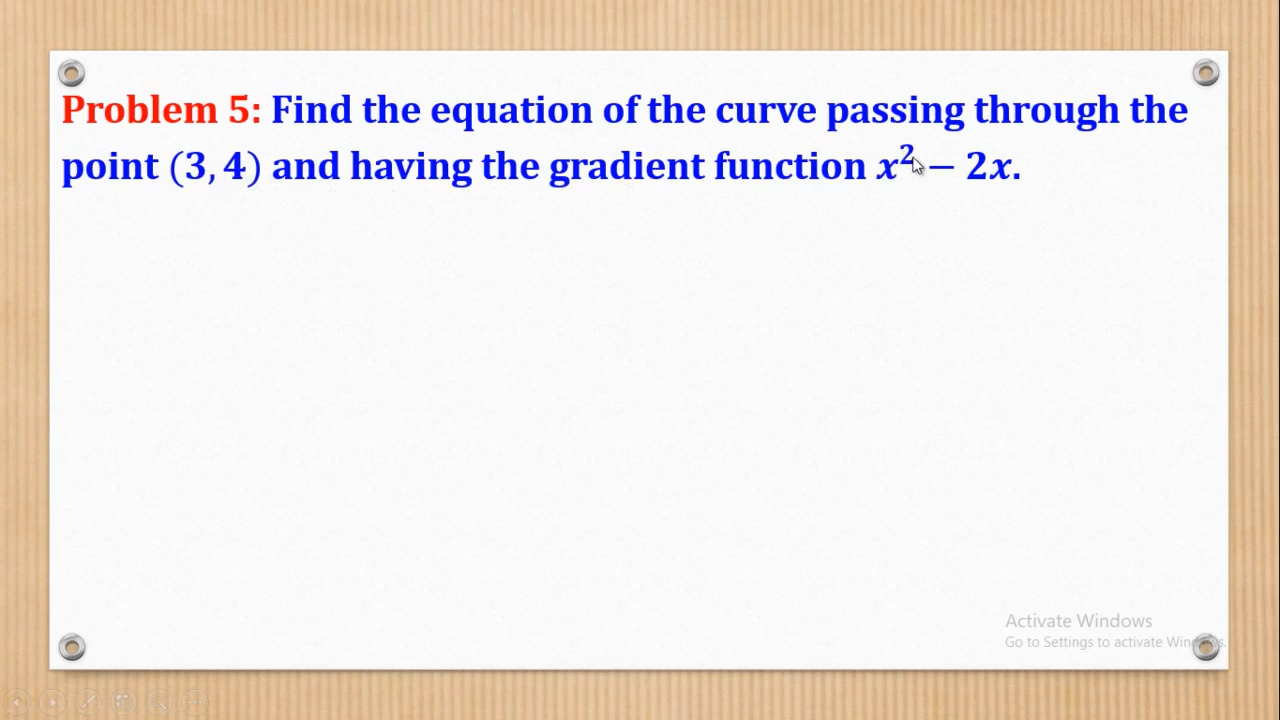 Problem 5: Find the equation of the curve passing through the
point (3, 4) and having the gradient function x² − 2x.
Activate Windows
Go to Settings to activate Windows.